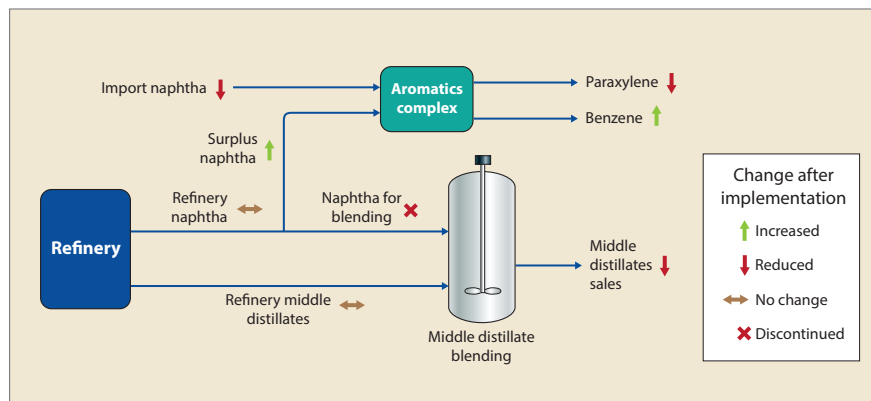 Import naphtha
Aromatics
complex
Paraxylene
Benzene
Surplus
naphtha
Refinery
naphtha
Naphtha for
blending
Refinery
Refinery middle
distillates
Middle distillate
blending
Middle
distillates
sales
Change after
implementation
Increased
Reduced
No change
Discontinued